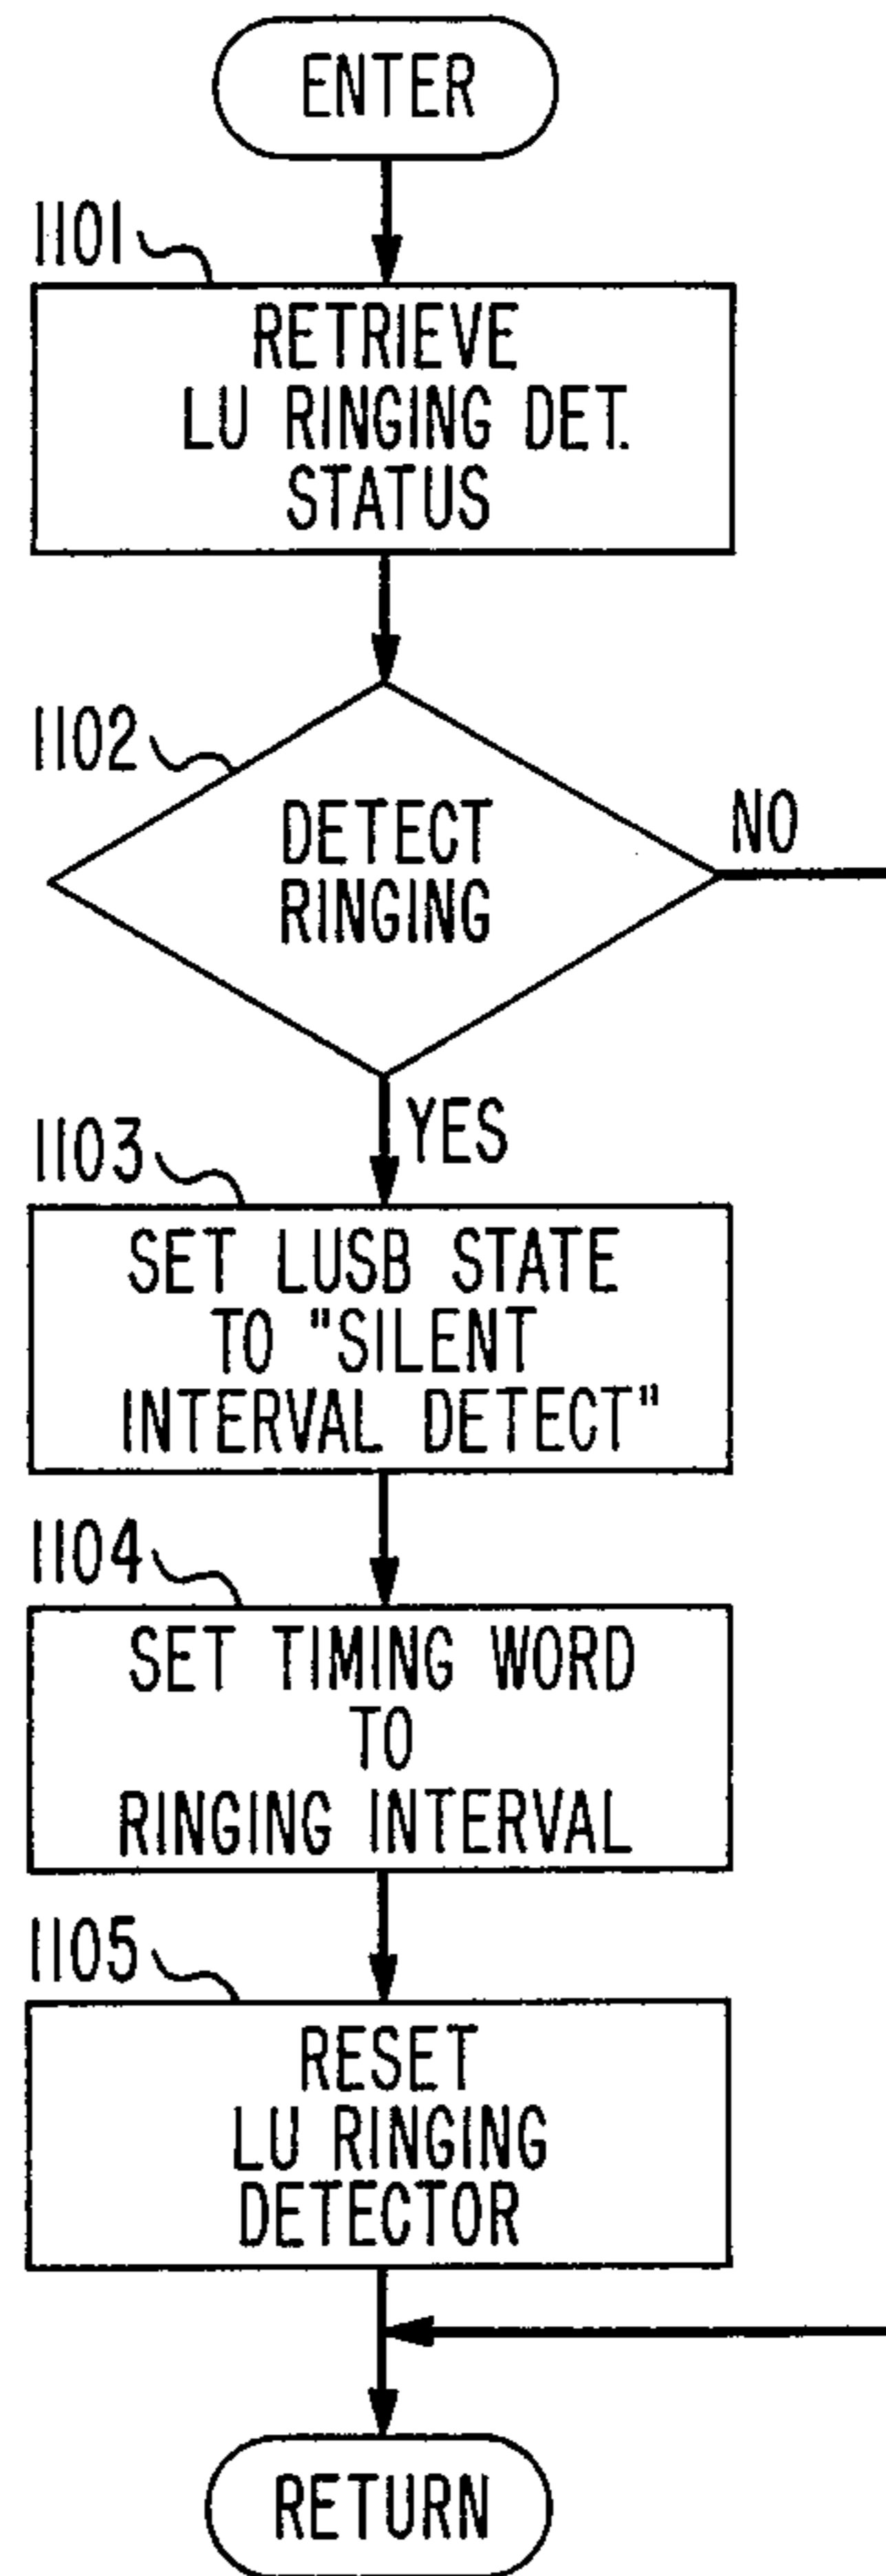 ENTER
1101
RETRIEVE
LU RINGING DET.
STATUS
1102
DETECT
RINGING
NO
YES
1103
SET LUSB STATE
TO "SILENT
INTERVAL DETECT"
1104
SET TIMING WORD
TO
RINGING INTERVAL
1105
RESET
LU RINGING
DETECTOR
RETURN